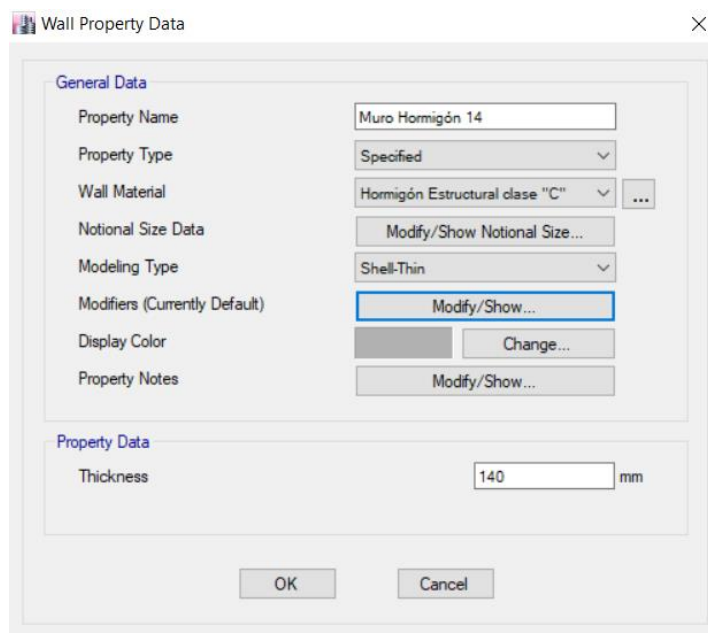 Wall Property Data
General Data
Property Name Muro Hormigón 14
Property Type Specified
Wall Material Hormigón Estructural clase "C" ...
Notional Size Data Modify/Show Notional Size...
Modeling Type Shell-Thin
Modifiers (Currently Default) Modify/Show...
Display Color Change...
Property Notes Modify/Show...
Property Data
Thickness 140 mm
OK Cancel